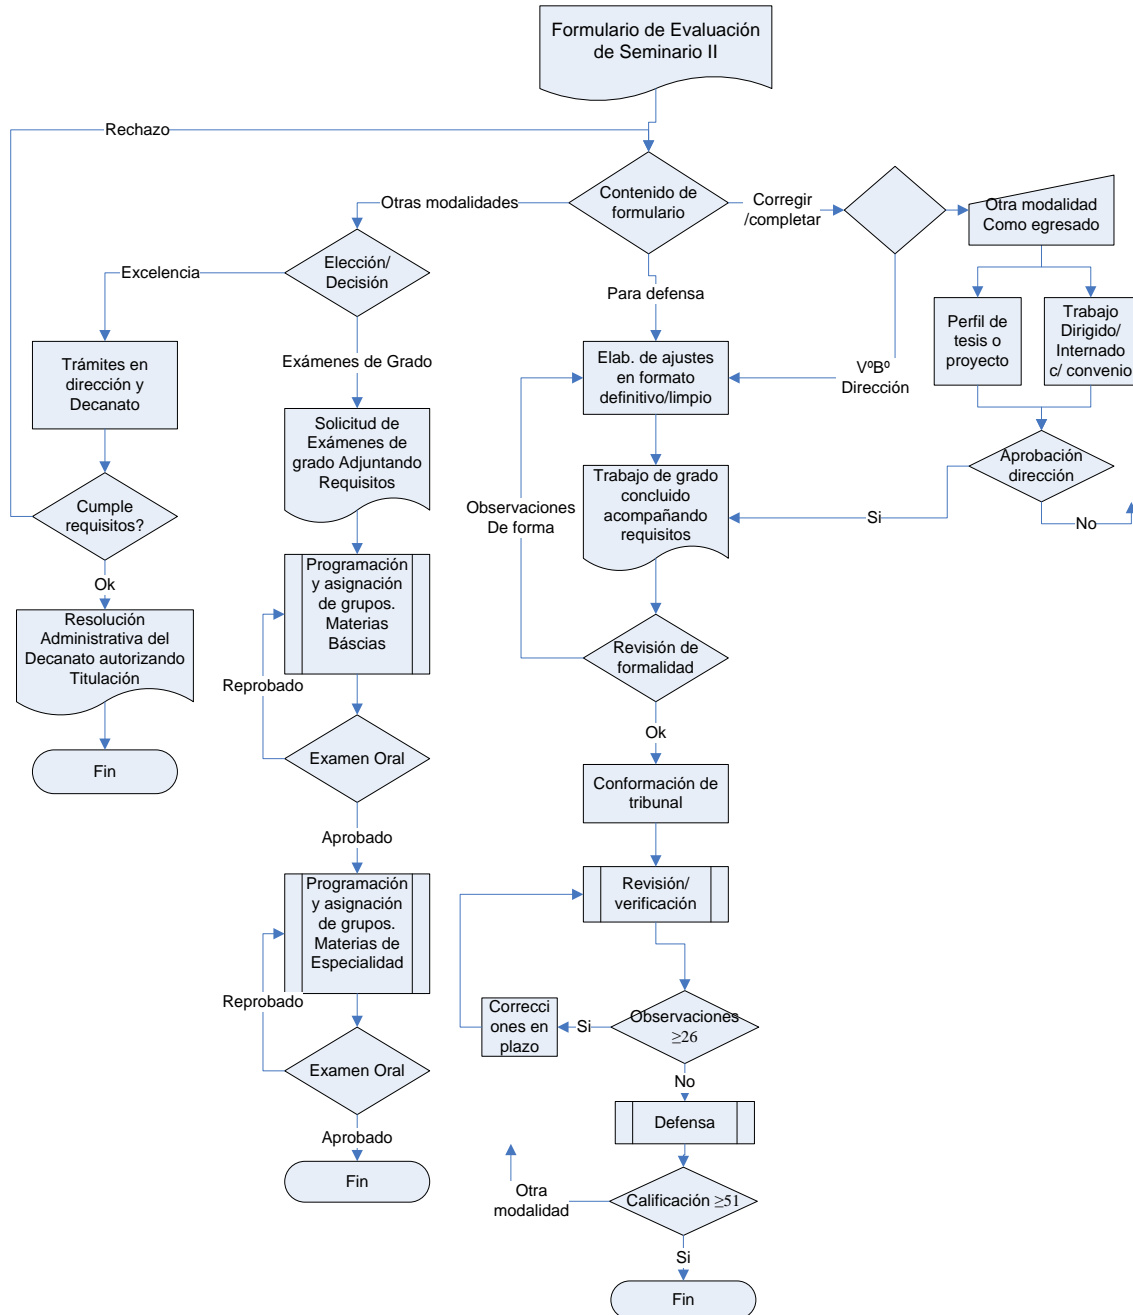 Formulario de Evaluación
de Seminario II
Rechazo
Contenido de
formulario
Otras modalidades
Corregir
/completar
Otra modalidad
Como egresado
Elección/
Decisión
Excelencia
Para defensa
Perfil de
tesis o
proyecto
Trabajo
Dirigido/
Internado
c/ convenio
Trámites en
dirección y
Decanato
Exámenes de Grado
Elab. de ajustes
en formato
definitivo/limpio
VºBº
Dirección
Solicitud de
Exámenes de
grado Adjuntando
Requisitos
Aprobación
dirección
Trabajo de grado
concluido
acompañando
requisitos
Cumple
requisitos?
Observaciones
De forma
Si
No
Ok
Programación
y asignación
de grupos.
Materias
Báscias
Resolución
Administrativa del
Decanato autorizando
Titulación
Revisión de
formalidad
Reprobado
Ok
Fin
Examen Oral
Conformación de
tribunal
Aprobado
Programación
y asignación
de grupos.
Materias de
Especialidad
Revisión/
verificación
Reprobado
Correcci
ones en
plazo
Si
Observaciones
≥26
Examen Oral
No
Defensa
Aprobado
Fin
Otra
modalidad
Calificación ≥51
Si
Fin